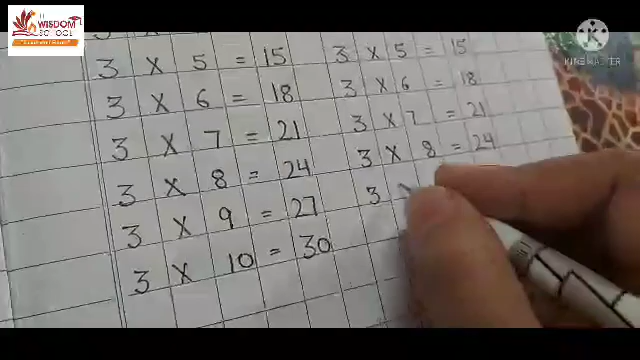 WISDOM
SCHOOL
KINEMASTER
3 × 5 = 15
3 × 6 = 18
3 × 7 = 21
3 × 8 = 24
3 × 9 = 27
3 × 10 = 30
3 × 5 = 15
3 × 6 = 18
3 × 7 = 21
3 × 8 = 24
3